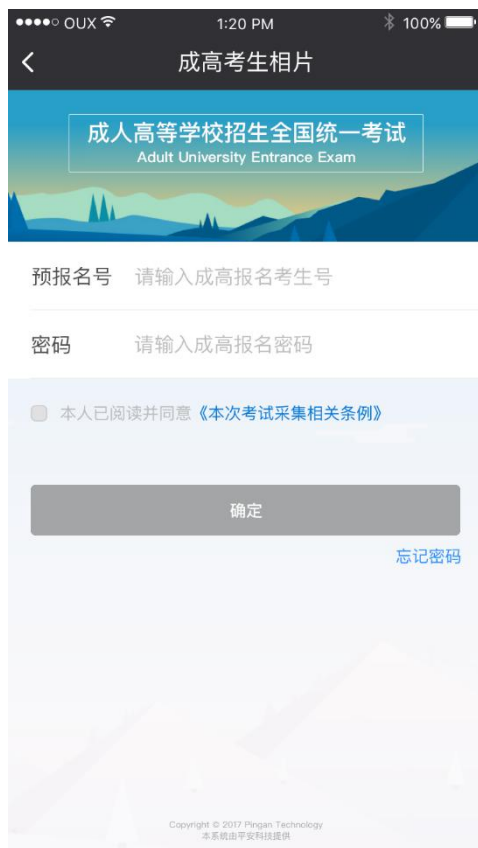 OUX 1:20 PM 100%
成高考生相片
成人高等学校招生全国统一考试
Adult University Entrance Exam
预报名号 请输入成高报名考生号
密码 请输入成高报名密码
本人已阅读并同意《本次考试采集相关条例》
确定
忘记密码
Copyright © 2017 Pingan Technology
本系统由平安科技提供